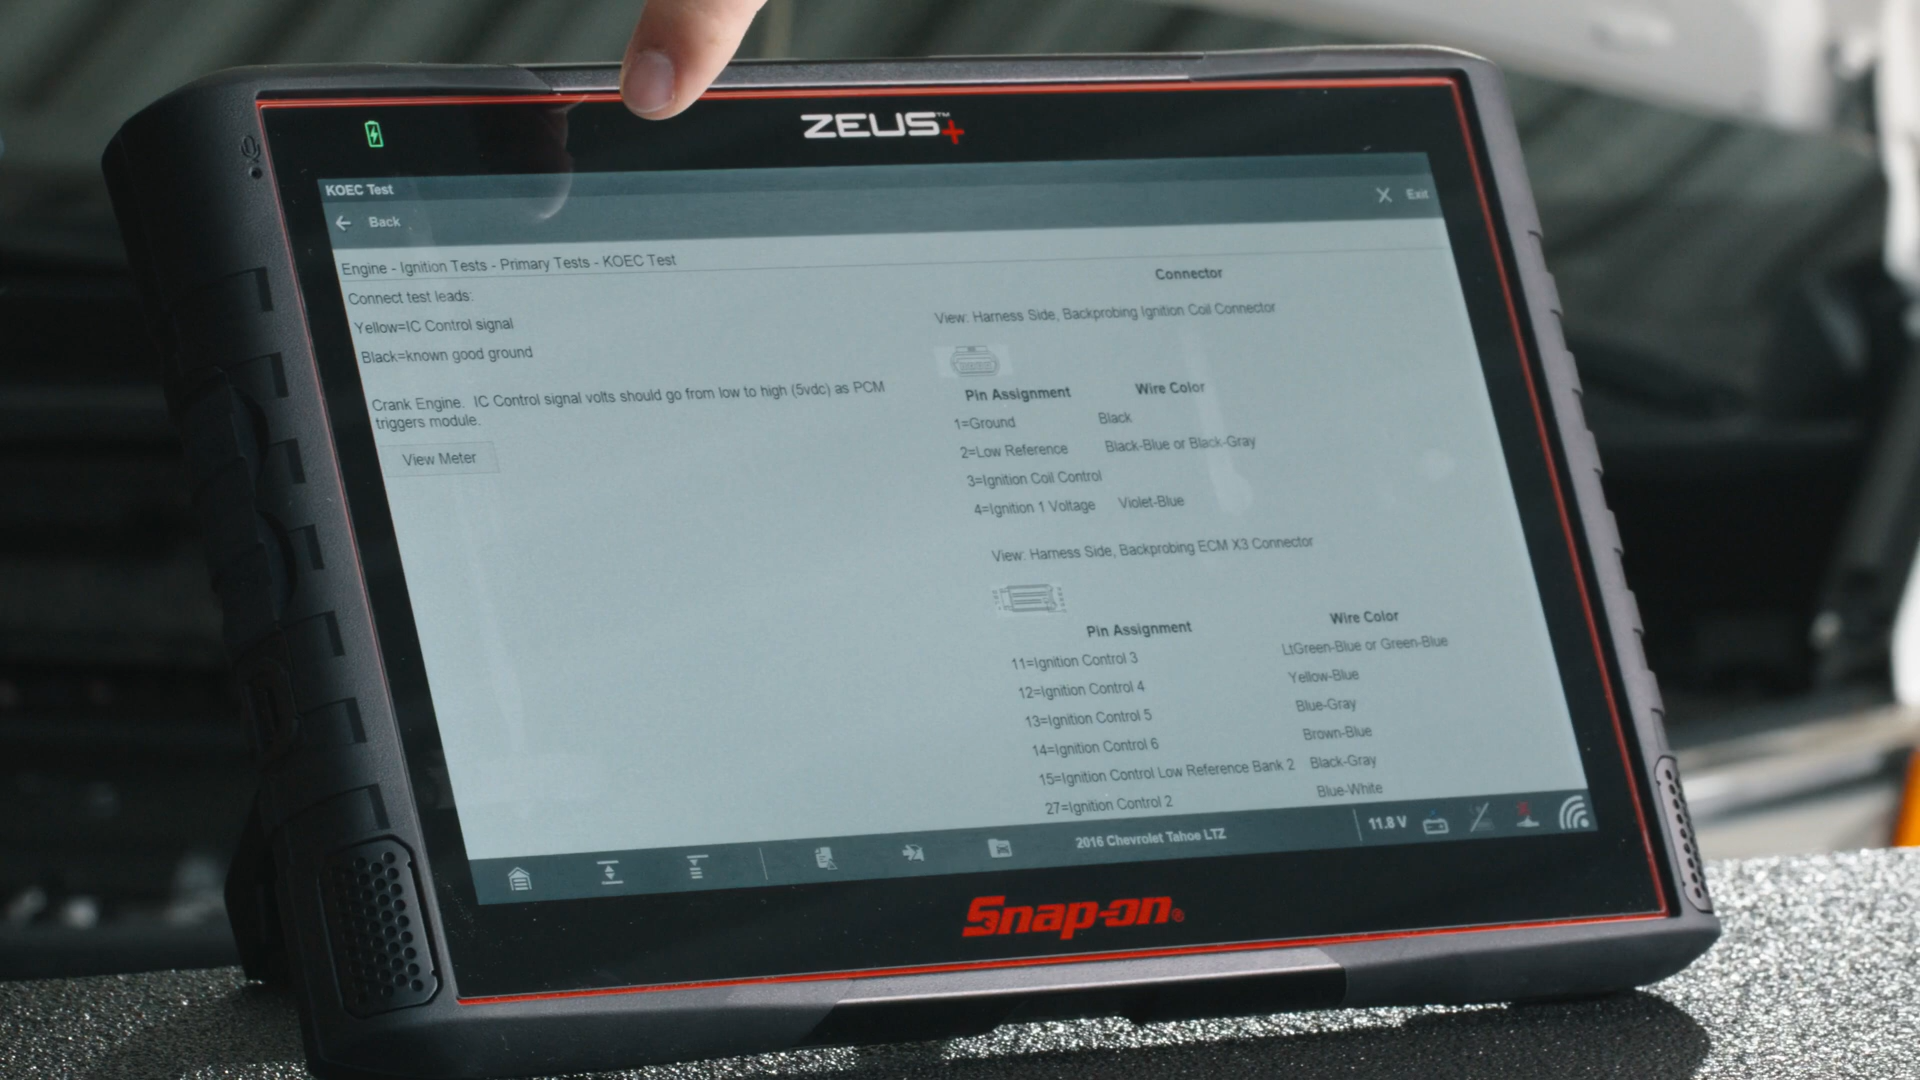 ZEUS™+
KOEC Test
Back
Exit
Engine - Ignition Tests - Primary Tests - KOEC Test
Connect test leads:
Yellow=IC Control signal
Black=known good ground
Crank Engine. IC Control signal volts should go from low to high (5vdc) as PCM
triggers module.
View Meter
Connector
View: Harness Side, Backprobing Ignition Coil Connector
Pin Assignment Wire Color
1=Ground Black
2=Low Reference Black-Blue or Black-Gray
3=Ignition Coil Control
4=Ignition 1 Voltage Violet-Blue
View: Harness Side, Backprobing ECM X3 Connector
Pin Assignment Wire Color
11=Ignition Control 3 LtGreen-Blue or Green-Blue
12=Ignition Control 4 Yellow-Blue
13=Ignition Control 5 Blue-Gray
14=Ignition Control 6 Brown-Blue
15=Ignition Control Low Reference Bank 2 Black-Gray
27=Ignition Control 2 Blue-White
2016 Chevrolet Tahoe LTZ
11.8 V
Snap-on®